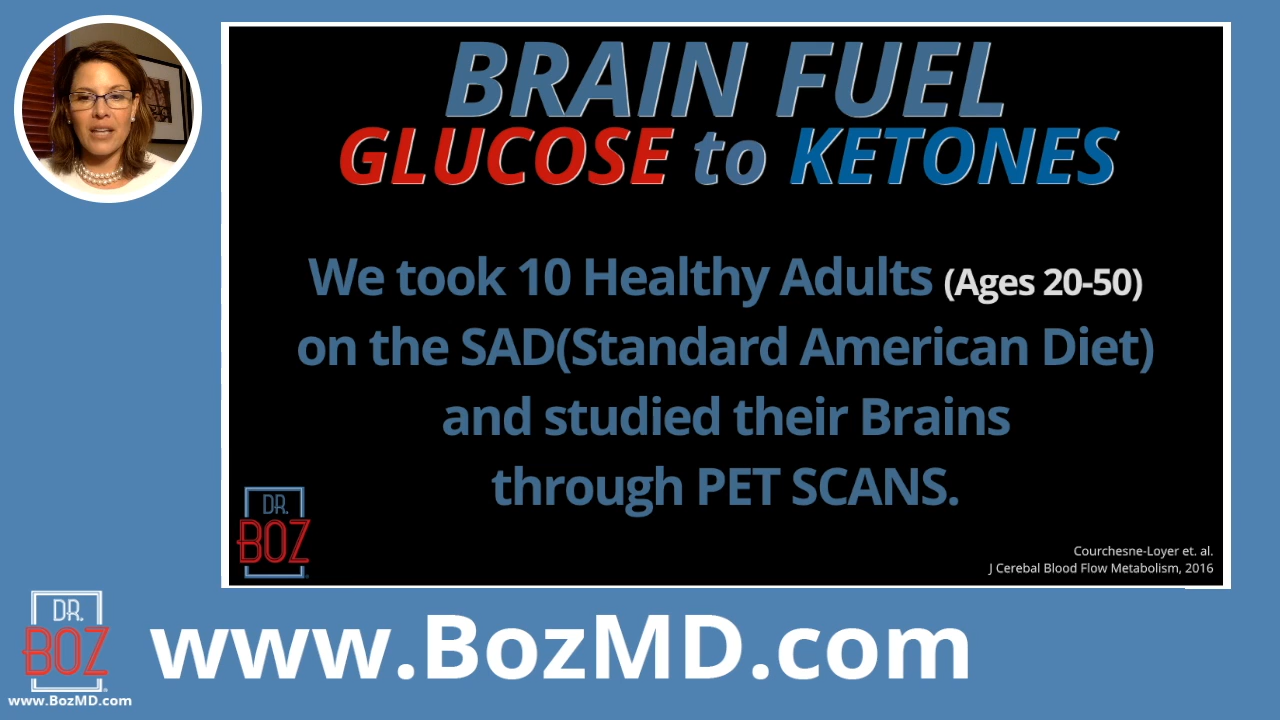 BRAIN FUEL
GLUCOSE to KETONES
We took 10 Healthy Adults (Ages 20-50)
on the SAD(Standard American Diet)
and studied their Brains
through PET SCANS.
DR.
BOZ
Courchesne-Loyer et. al.
J Cerebal Blood Flow Metabolism, 2016
DR.
BOZ
www.BozMD.com
www.BozMD.com